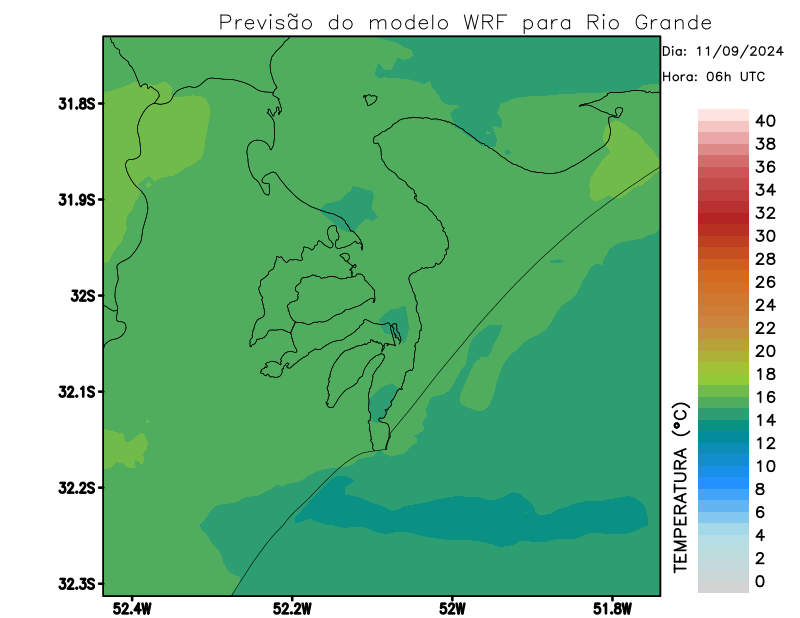 Previsão do modelo WRF para Rio Grande
Dia: 11/09/2024
Hora: 06h UTC
31.8S
31.9S
32S
32.1S
32.2S
32.3S
52.4W
52.2W
52W
51.8W
TEMPERATURA (°C)
40
38
36
34
32
30
28
26
24
22
20
18
16
14
12
10
8
6
4
2
0